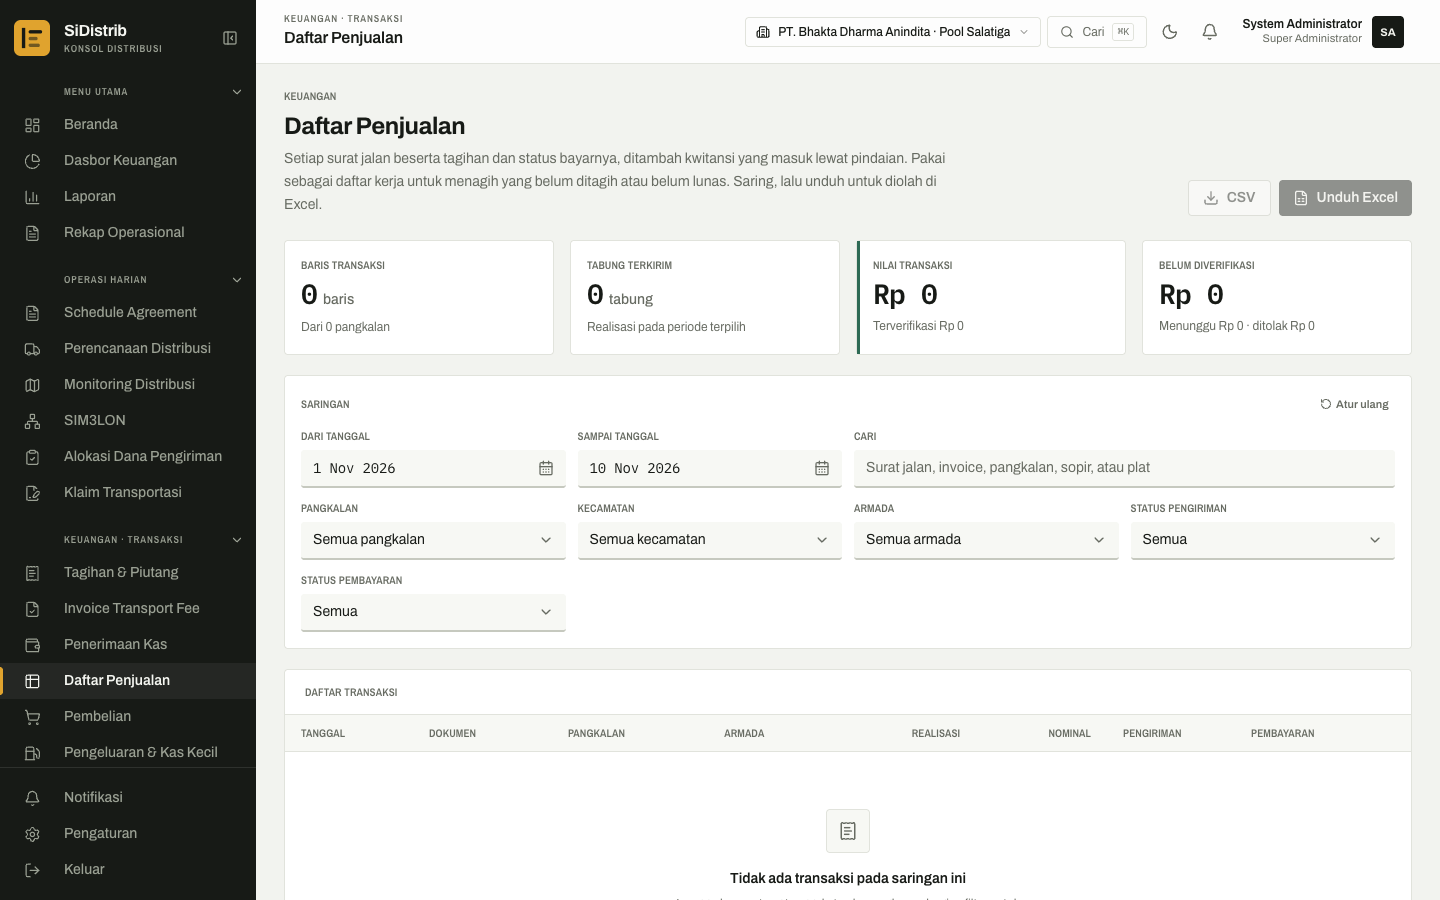 SiDistrib
KONSOL DISTRIBUSI
MENU UTAMA
Beranda
Dasbor Keuangan
Laporan
Rekap Operasional
OPERASI HARIAN
Schedule Agreement
Perencanaan Distribusi
Monitoring Distribusi
SIM3LON
Alokasi Dana Pengiriman
Klaim Transportasi
KEUANGAN · TRANSAKSI
Tagihan & Piutang
Invoice Transport Fee
Penerimaan Kas
Daftar Penjualan
Pembelian
Pengeluaran & Kas Kecil
Notifikasi
Pengaturan
Keluar
KEUANGAN · TRANSAKSI
Daftar Penjualan
PT. Bhakta Dharma Anindita · Pool Salatiga
Cari ⌘K
System Administrator
Super Administrator
SA
KEUANGAN
Daftar Penjualan
Setiap surat jalan beserta tagihan dan status bayarnya, ditambah kwitansi yang masuk lewat pindaian. Pakai
sebagai daftar kerja untuk menagih yang belum ditagih atau belum lunas. Saring, lalu unduh untuk diolah di
Excel.
CSV
Unduh Excel
BARIS TRANSAKSI
0 baris
Dari 0 pangkalan
TABUNG TERKIRIM
0 tabung
Realisasi pada periode terpilih
NILAI TRANSAKSI
Rp 0
Terverifikasi Rp 0
BELUM DIVERIFIKASI
Rp 0
Menunggu Rp 0 · ditolak Rp 0
SARINGAN
Atur ulang
DARI TANGGAL
1 Nov 2026
SAMPAI TANGGAL
10 Nov 2026
CARI
Surat jalan, invoice, pangkalan, sopir, atau plat
PANGKALAN
Semua pangkalan
KECAMATAN
Semua kecamatan
ARMADA
Semua armada
STATUS PENGIRIMAN
Semua
STATUS PEMBAYARAN
Semua
DAFTAR TRANSAKSI
TANGGAL DOKUMEN PANGKALAN ARMADA REALISASI NOMINAL PENGIRIMAN PEMBAYARAN
Tidak ada transaksi pada saringan ini